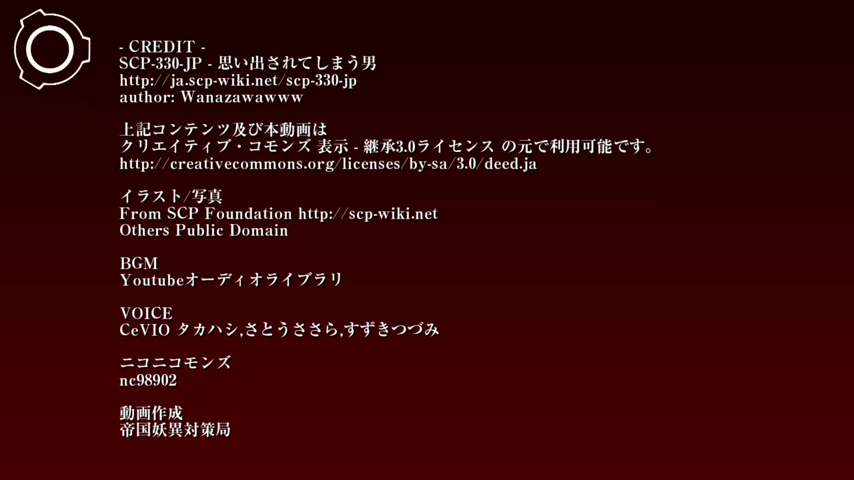 - CREDIT -
SCP-330-JP - 思い出されてしまう男
http://ja.scp-wiki.net/scp-330-jp
author: Wanazawawww
上記コンテンツ及び本動画は
クリエイティブ・コモンズ 表示 - 継承3.0ライセンス の元で利用可能です。
http://creativecommons.org/licenses/by-sa/3.0/deed.ja
イラスト/写真
From SCP Foundation http://scp-wiki.net
Others Public Domain
BGM
Youtubeオーディオライブラリ
VOICE
CeVIO タカハシ,さとうささら,すずきつづみ
ニコニコモンズ
nc98902
動画作成
帝国妖異対策局